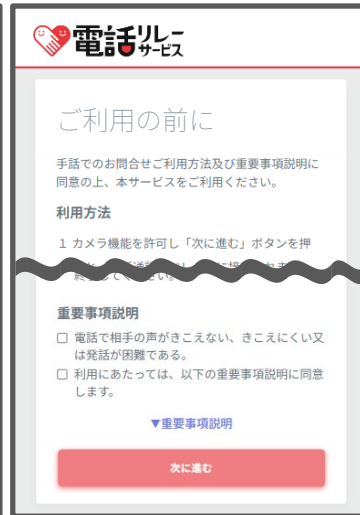 電話リレー
サービス
ご利用の前に
手話でのお問合せご利用方法及び重要事項説明に
同意の上、本サービスをご利用ください。
利用方法
1 カメラ機能を許可し「次に進む」ボタンを押
重要事項説明
電話で相手の声がきこえない、きこえにくい又
は発話が困難である。
利用にあたっては、以下の重要事項説明に同意
します。
▼重要事項説明
次に進む